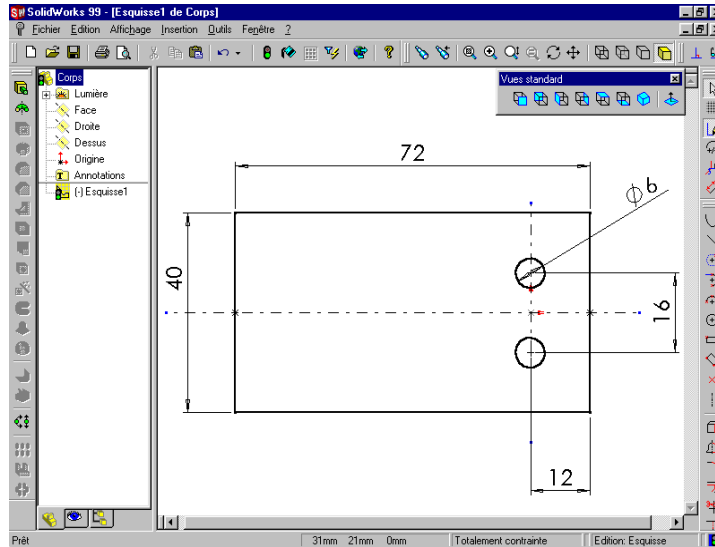 SolidWorks 99 - [Esquisse1 de Corps]
Fichier Edition Affichage Insertion Outils Fenêtre ?
Corps
Lumière
Face
Droite
Dessus
Origine
Annotations
(-) Esquisse1
Vues standard
72
Φ6
40
16
12
Prêt
31mm 21mm 0mm
Totalement contrainte
Edition: Esquisse